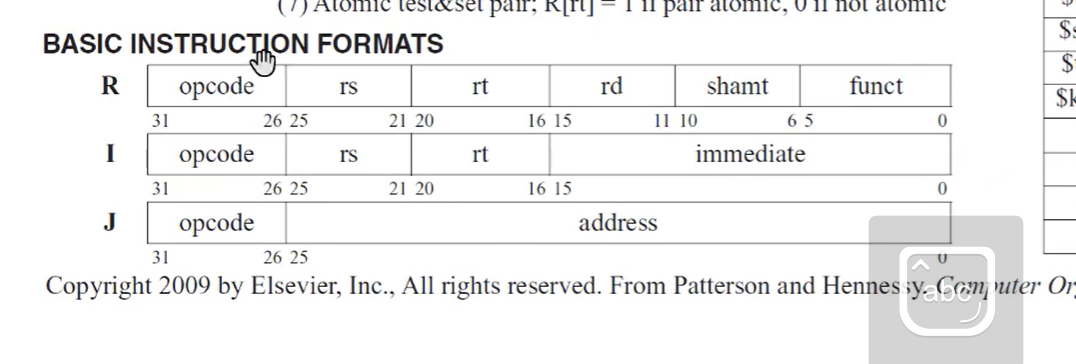 (7) Atomic test&set pair; R[rt] = 1 if pair atomic, 0 if not atomic
BASIC INSTRUCTION FORMATS
R opcode rs rt rd shamt funct
31 26 25 21 20 16 15 11 10 6 5 0
I opcode rs rt immediate
31 26 25 21 20 16 15 0
J opcode address
31 26 25 0
Copyright 2009 by Elsevier, Inc., All rights reserved. From Patterson and Hennessy, Computer
abc